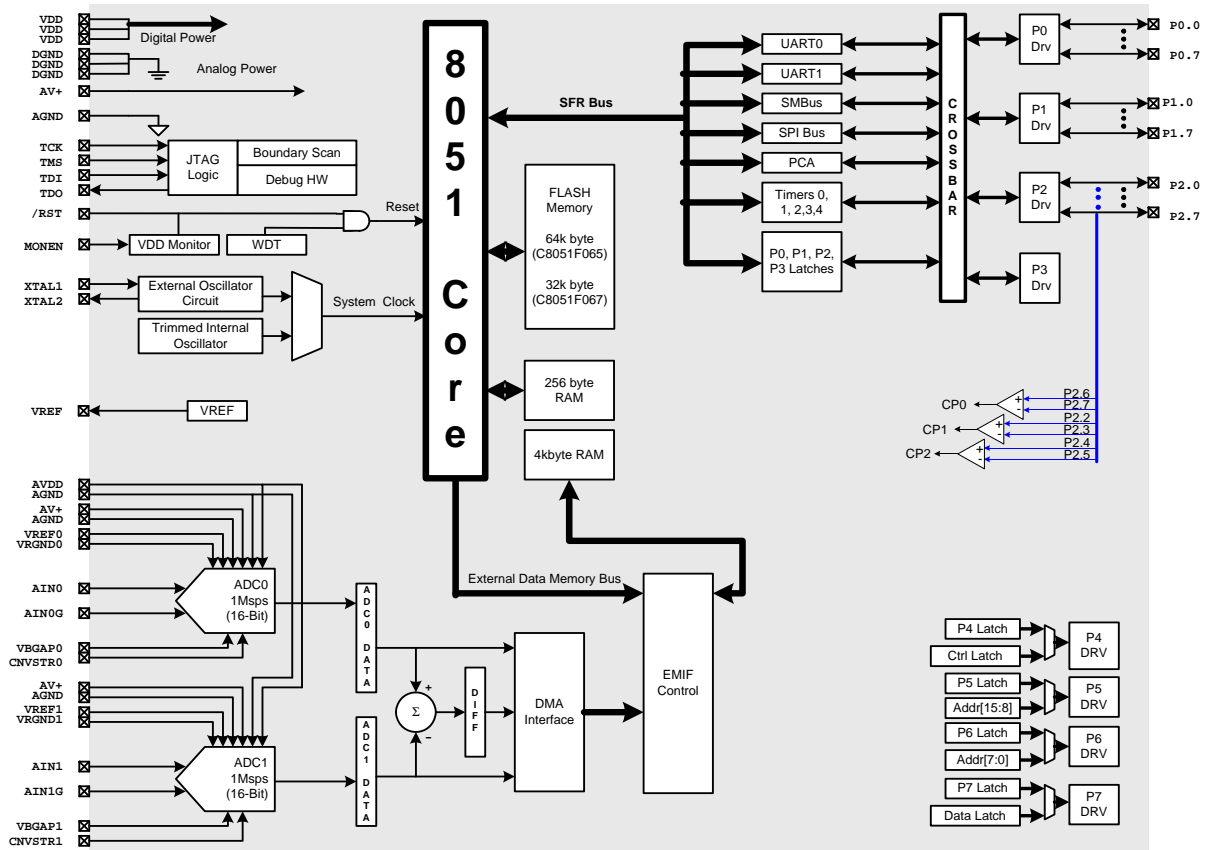 VDD
VDD
VDD
Digital Power
DGND
DGND
DGND
Analog Power
AV+
AGND
TCK
TMS
TDI
TDO
JTAG
Logic
Boundary Scan
Debug HW
/RST
Reset
MONEN
VDD Monitor
WDT
XTAL1
XTAL2
External Oscillator
Circuit
System Clock
Trimmed Internal
Oscillator
VREF
VREF
8051 Core
SFR Bus
FLASH
Memory
64k byte
(C8051F065)
32k byte
(C8051F067)
256 byte
RAM
4kbyte RAM
UART0
UART1
SMBus
SPI Bus
PCA
Timers 0,
1, 2,3,4
P0, P1, P2,
P3 Latches
CROSSBAR
P0
Drv
P1
Drv
P2
Drv
P3
Drv
P0.0
P0.7
P1.0
P1.7
P2.0
P2.7
CP0
+
-
P2.6
P2.7
CP1
+
-
P2.2
P2.3
CP2
+
-
P2.4
P2.5
AVDD
AGND
AV+
AGND
VREF0
VRGND0
AIN0
AIN0G
VBGAP0
CNVSTR0
ADC0
1Msps
(16-Bit)
ADC0 DATA
AV+
AGND
VREF1
VRGND1
AIN1
AIN1G
VBGAP1
CNVSTR1
ADC1
1Msps
(16-Bit)
ADC1 DATA
+
Σ
−
DIFF
DMA
Interface
External Data Memory Bus
EMIF
Control
P4 Latch
Ctrl Latch
P4
DRV
P5 Latch
Addr[15:8]
P5
DRV
P6 Latch
Addr[7:0]
P6
DRV
P7 Latch
Data Latch
P7
DRV